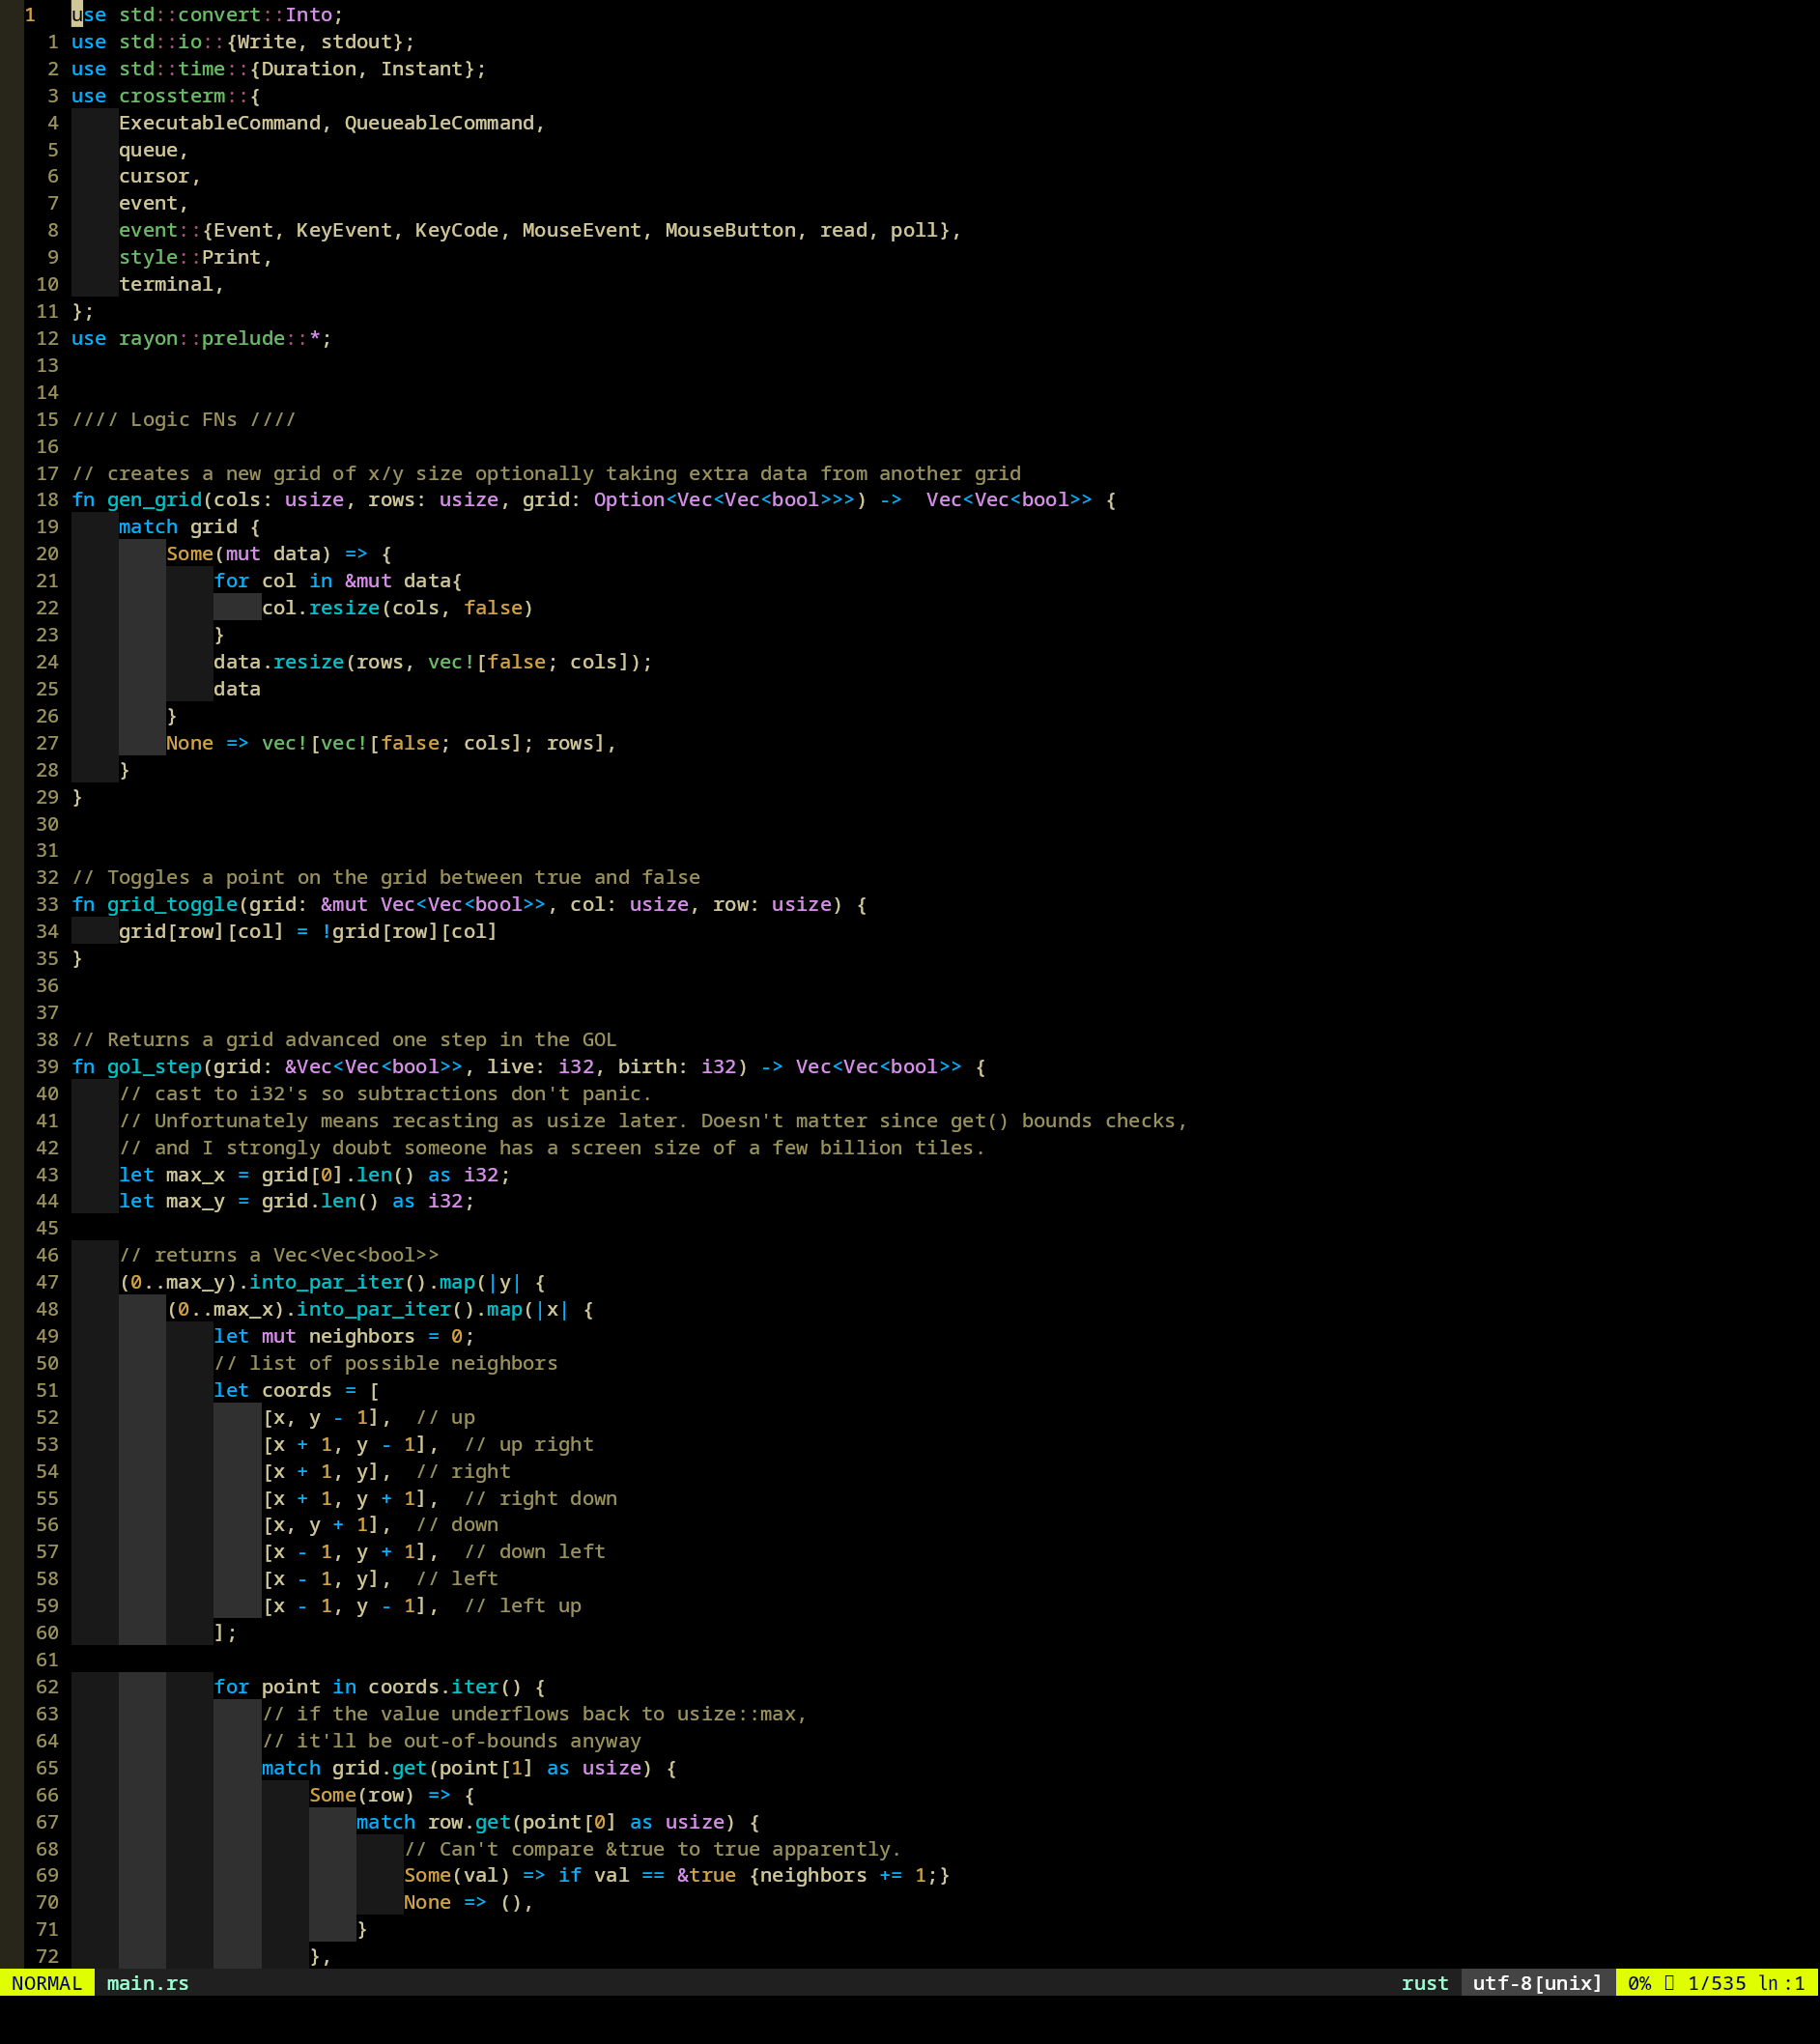 1   use std::convert::Into;
  1 use std::io::{Write, stdout};
  2 use std::time::{Duration, Instant};
  3 use crossterm::{
  4     ExecutableCommand, QueueableCommand,
  5     queue,
  6     cursor,
  7     event,
  8     event::{Event, KeyEvent, KeyCode, MouseEvent, MouseButton, read, poll},
  9     style::Print,
 10     terminal,
 11 };
 12 use rayon::prelude::*;
 13
 14
 15 //// Logic FNs ////
 16
 17 // creates a new grid of x/y size optionally taking extra data from another grid
 18 fn gen_grid(cols: usize, rows: usize, grid: Option<Vec<Vec<bool>>>) ->  Vec<Vec<bool>> {
 19     match grid {
 20         Some(mut data) => {
 21             for col in &mut data{
 22                 col.resize(cols, false)
 23             }
 24             data.resize(rows, vec![false; cols]);
 25             data
 26         }
 27         None => vec![vec![false; cols]; rows],
 28     }
 29 }
 30
 31
 32 // Toggles a point on the grid between true and false
 33 fn grid_toggle(grid: &mut Vec<Vec<bool>>, col: usize, row: usize) {
 34     grid[row][col] = !grid[row][col]
 35 }
 36
 37
 38 // Returns a grid advanced one step in the GOL
 39 fn gol_step(grid: &Vec<Vec<bool>>, live: i32, birth: i32) -> Vec<Vec<bool>> {
 40     // cast to i32's so subtractions don't panic.
 41     // Unfortunately means recasting as usize later. Doesn't matter since get() bounds checks,
 42     // and I strongly doubt someone has a screen size of a few billion tiles.
 43     let max_x = grid[0].len() as i32;
 44     let max_y = grid.len() as i32;
 45
 46     // returns a Vec<Vec<bool>>
 47     (0..max_y).into_par_iter().map(|y| {
 48         (0..max_x).into_par_iter().map(|x| {
 49             let mut neighbors = 0;
 50             // list of possible neighbors
 51             let coords = [
 52                 [x, y - 1],  // up
 53                 [x + 1, y - 1],  // up right
 54                 [x + 1, y],  // right
 55                 [x + 1, y + 1],  // right down
 56                 [x, y + 1],  // down
 57                 [x - 1, y + 1],  // down left
 58                 [x - 1, y],  // left
 59                 [x - 1, y - 1],  // left up
 60             ];
 61
 62             for point in coords.iter() {
 63                 // if the value underflows back to usize::max,
 64                 // it'll be out-of-bounds anyway
 65                 match grid.get(point[1] as usize) {
 66                     Some(row) => {
 67                         match row.get(point[0] as usize) {
 68                             // Can't compare &true to true apparently.
 69                             Some(val) => if val == &true {neighbors += 1;}
 70                             None => (),
 71                         }
 72                     },
NORMAL  main.rs  rust  utf-8[unix]  0%  1/535 ln:1